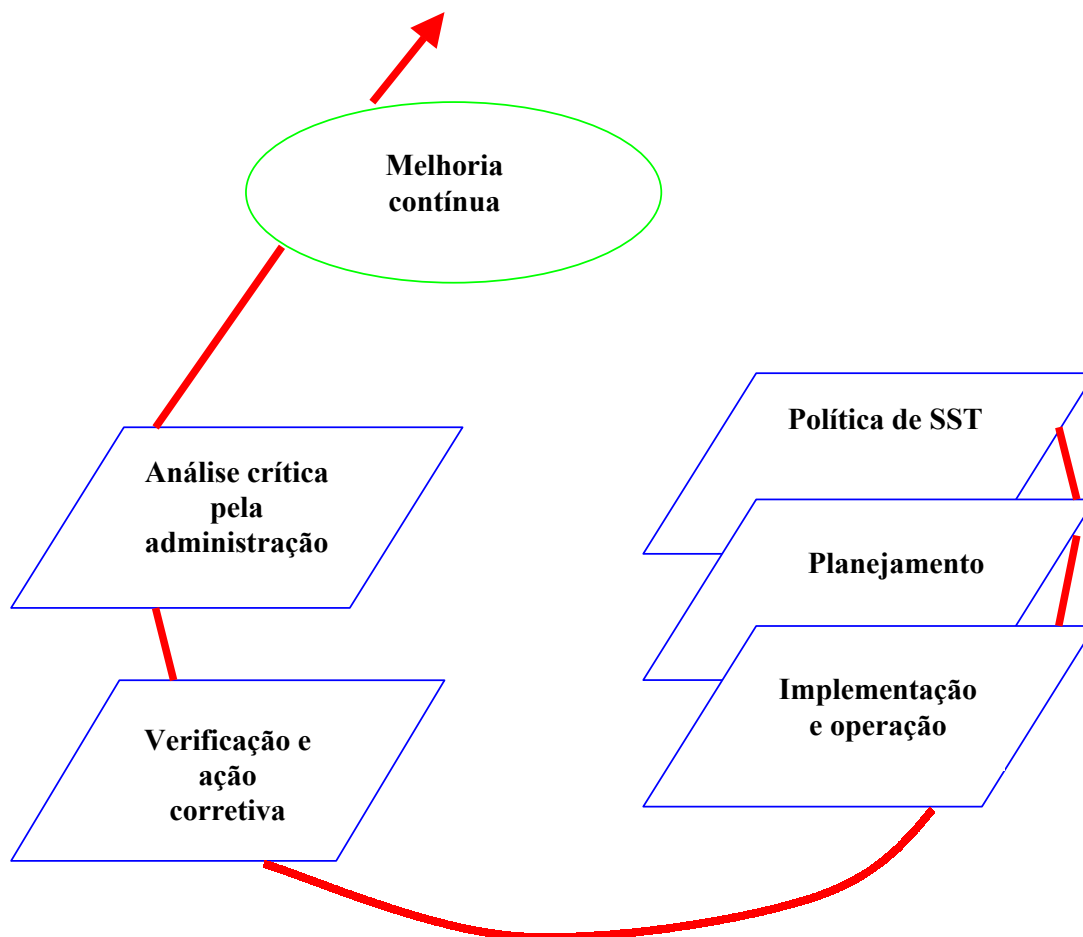 Melhoria
contínua
Política de SST
Análise crítica
pela
administração
Planejamento
Implementação
e operação
Verificação e
ação
corretiva